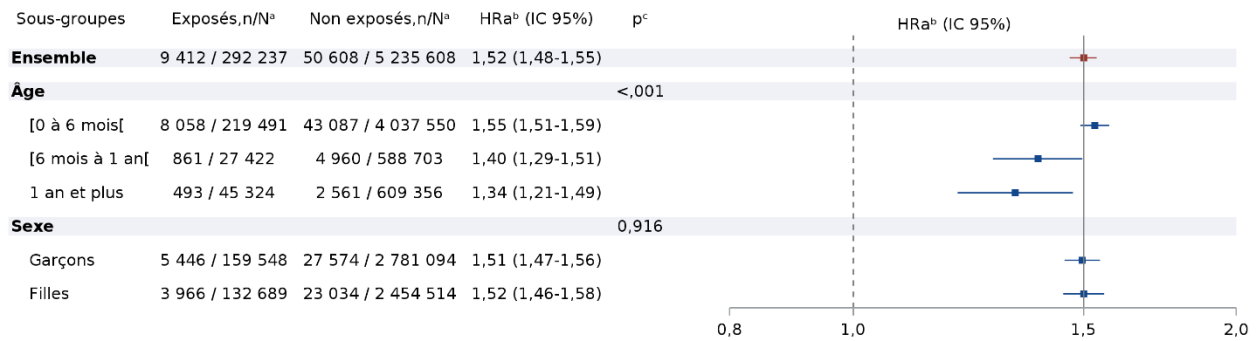 Sous-groupes Exposés,n/Nᵃ Non exposés,n/Nᵃ HRaᵇ (IC 95%) pᶜ HRaᵇ (IC 95%)
Ensemble 9 412 / 292 237 50 608 / 5 235 608 1,52 (1,48-1,55)
Âge <,001
[0 à 6 mois[ 8 058 / 219 491 43 087 / 4 037 550 1,55 (1,51-1,59)
[6 mois à 1 an[ 861 / 27 422 4 960 / 588 703 1,40 (1,29-1,51)
1 an et plus 493 / 45 324 2 561 / 609 356 1,34 (1,21-1,49)
Sexe 0,916
Garçons 5 446 / 159 548 27 574 / 2 781 094 1,51 (1,47-1,56)
Filles 3 966 / 132 689 23 034 / 2 454 514 1,52 (1,46-1,58)
0,8 1,0 1,5 2,0